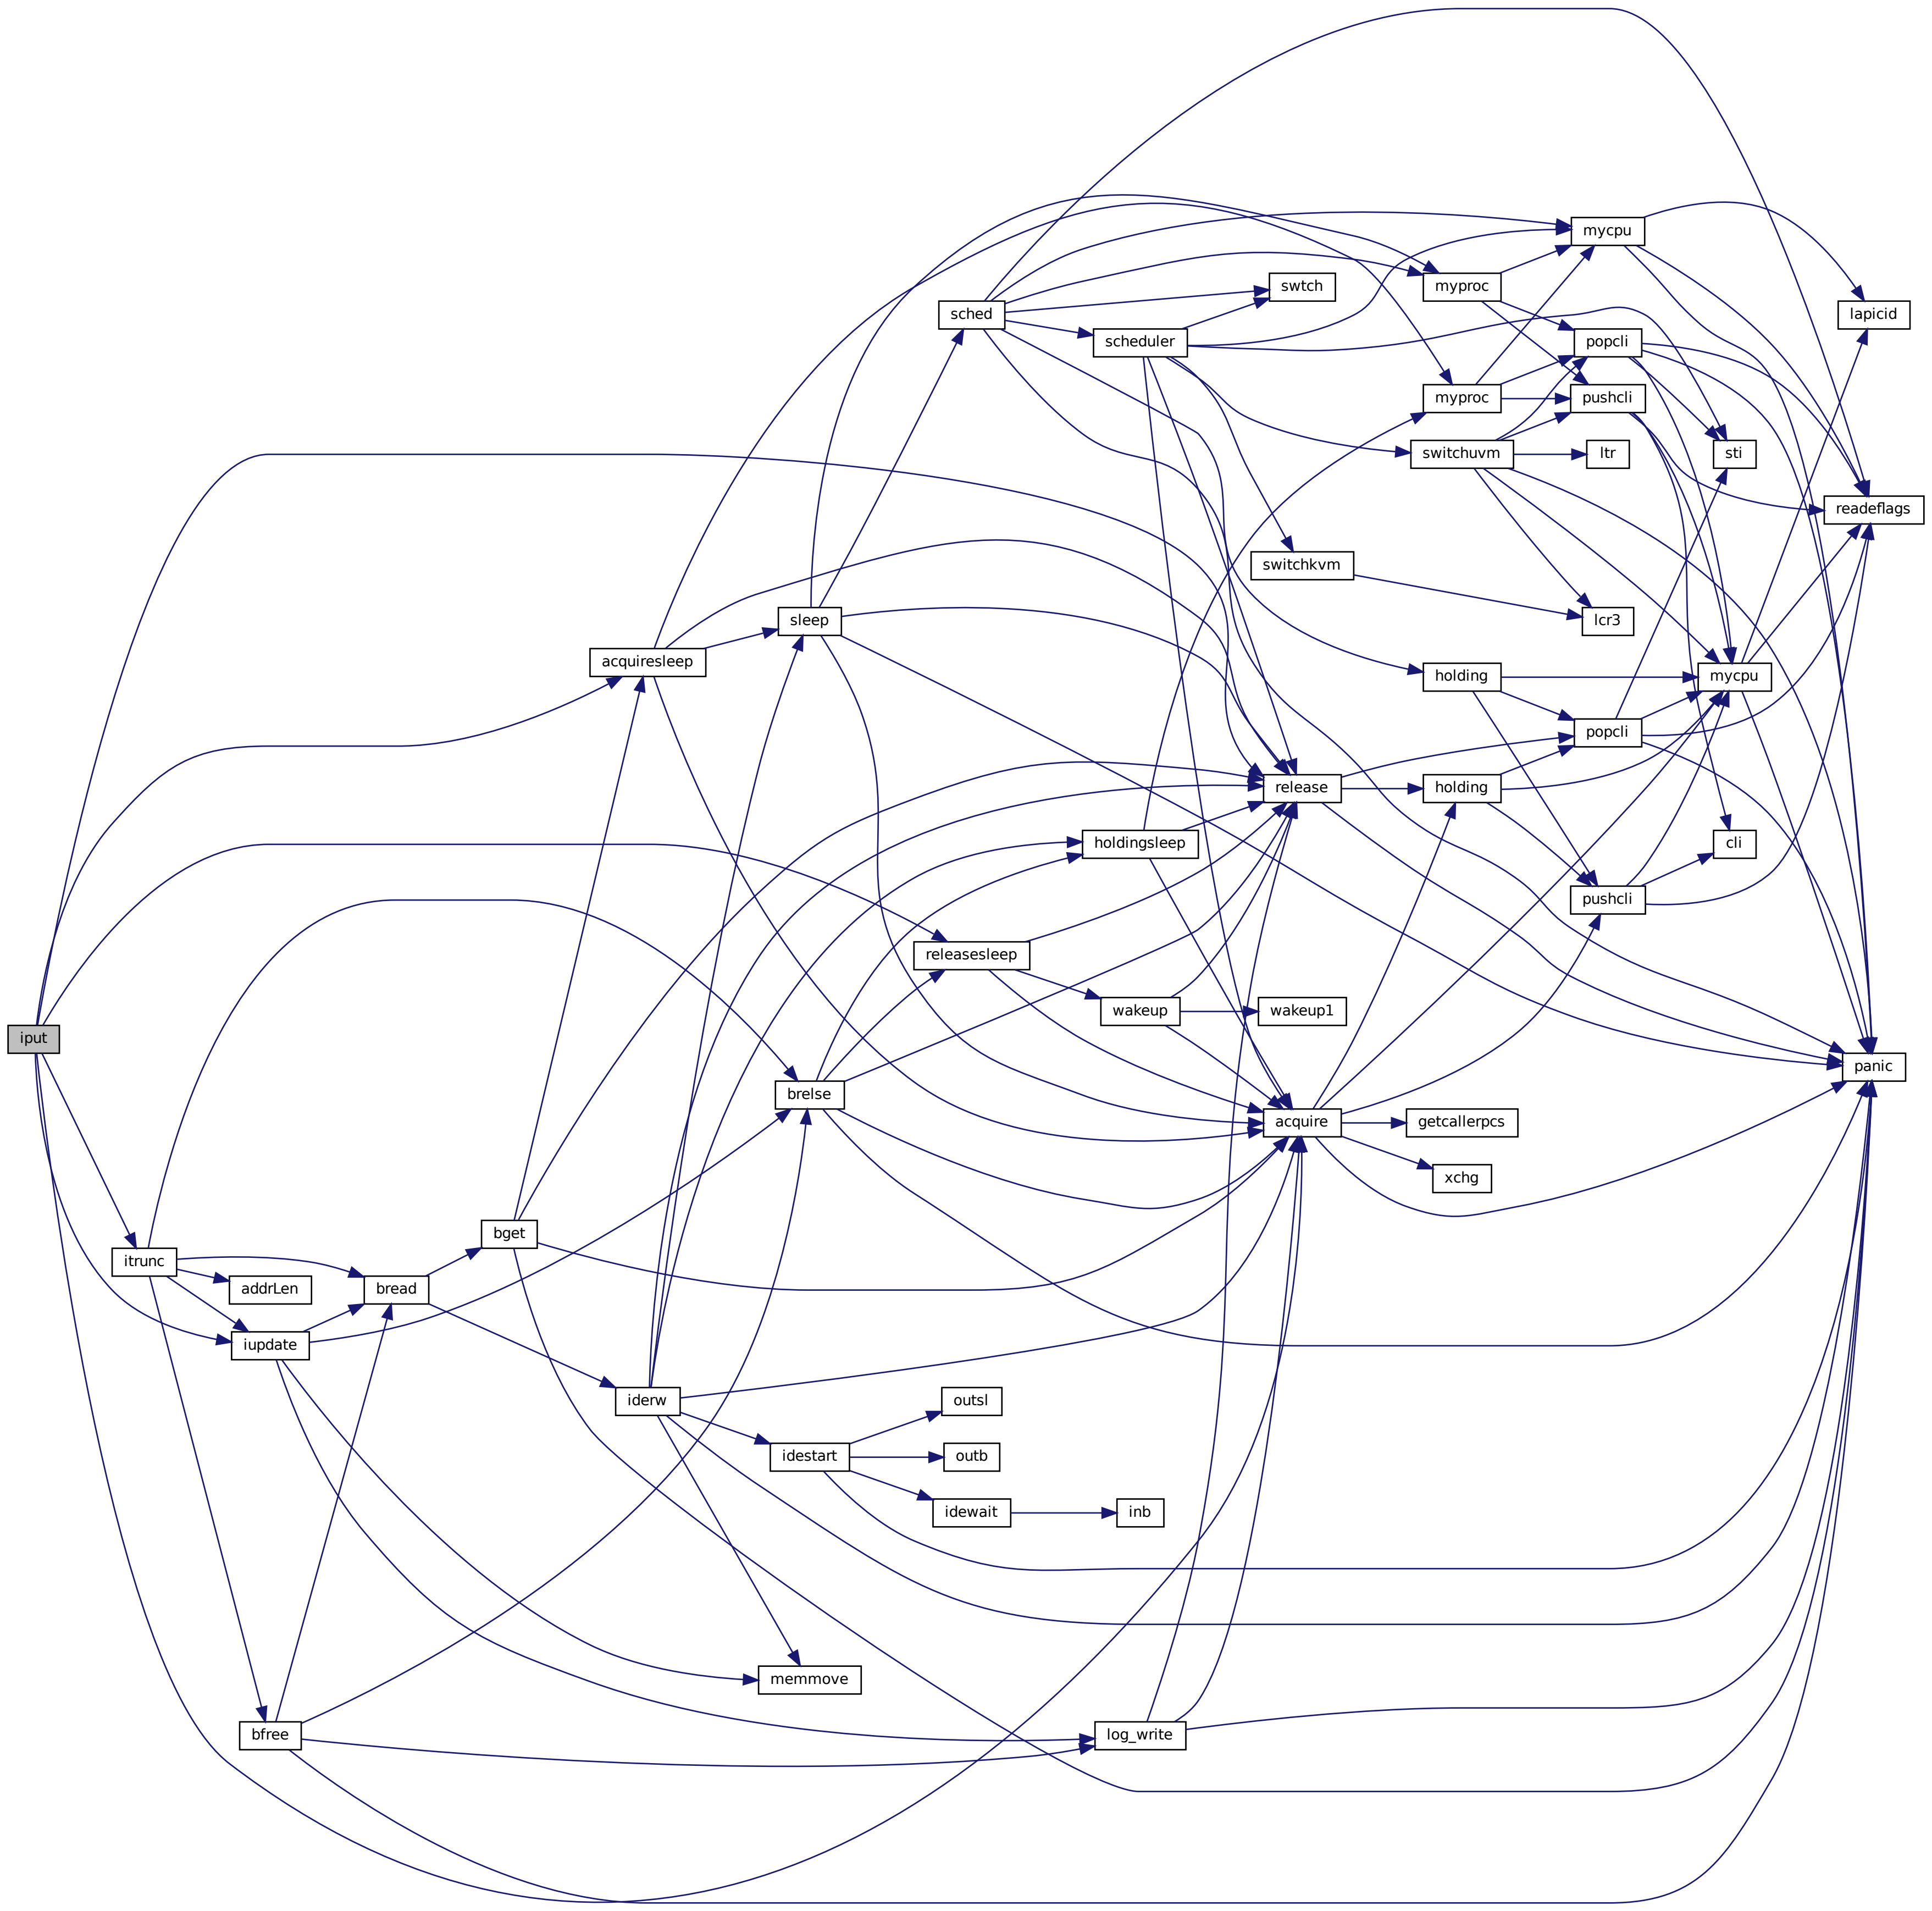 iput
itrunc
addrLen
iupdate
bfree
bread
bget
acquiresleep
iderw
sleep
brelse
idestart
memmove
sched
releasesleep
outsl
outb
idewait
scheduler
holdingsleep
wakeup
inb
log_write
swtch
switchkvm
release
wakeup1
acquire
myproc
myproc
switchuvm
holding
holding
getcallerpcs
xchg
mycpu
popcli
pushcli
ltr
lcr3
popcli
pushcli
sti
mycpu
cli
lapicid
readeflags
panic